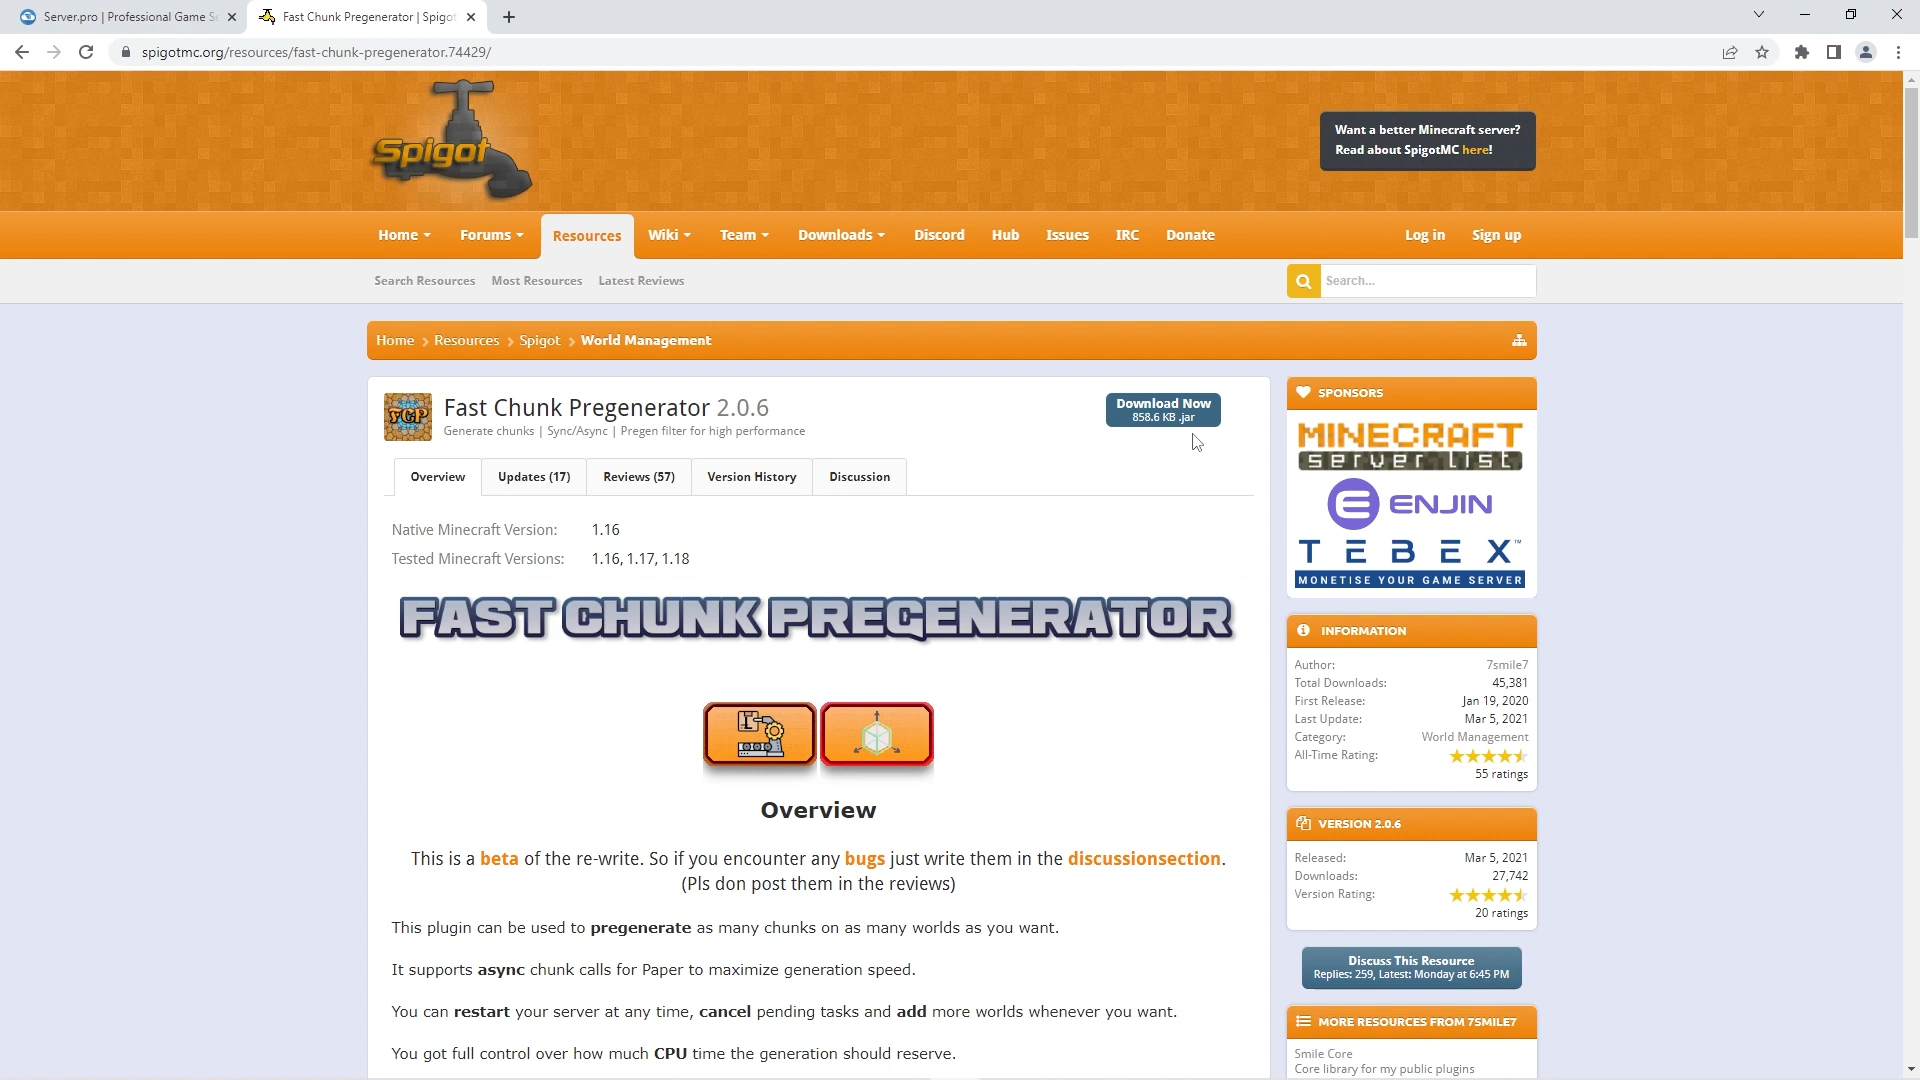 Server.pro | Professional Game Se
Fast Chunk Pregenerator | Spigot
spigotmc.org/resources/fast-chunk-pregenerator.74429/
Spigot
Want a better Minecraft server?
Read about SpigotMC here!
Home
Forums
Resources
Wiki
Team
Downloads
Discord
Hub
Issues
IRC
Donate
Log in
Sign up
Search Resources
Most Resources
Latest Reviews
Search...
Home
Resources
Spigot
World Management
FCP
Fast Chunk Pregenerator 2.0.6
Generate chunks | Sync/Async | Pregen filter for high performance
Download Now
858.6 KB .jar
Overview
Updates (17)
Reviews (57)
Version History
Discussion
Native Minecraft Version: 1.16
Tested Minecraft Versions: 1.16, 1.17, 1.18
FAST CHUNK PREGENERATOR
Overview
This is a beta of the re-write. So if you encounter any bugs just write them in the discussionsection.
(Pls don post them in the reviews)
This plugin can be used to pregenerate as many chunks on as many worlds as you want.
It supports async chunk calls for Paper to maximize generation speed.
You can restart your server at any time, cancel pending tasks and add more worlds whenever you want.
You got full control over how much CPU time the generation should reserve.
SPONSORS
MINECRAFT
server list
ENJIN
TEBEX™
MONETISE YOUR GAME SERVER
INFORMATION
Author: 7smile7
Total Downloads: 45,381
First Release: Jan 19, 2020
Last Update: Mar 5, 2021
Category: World Management
All-Time Rating:
55 ratings
VERSION 2.0.6
Released: Mar 5, 2021
Downloads: 27,742
Version Rating:
20 ratings
Discuss This Resource
Replies: 259, Latest: Monday at 6:45 PM
MORE RESOURCES FROM 7SMILE7
Smile Core
Core library for my public plugins